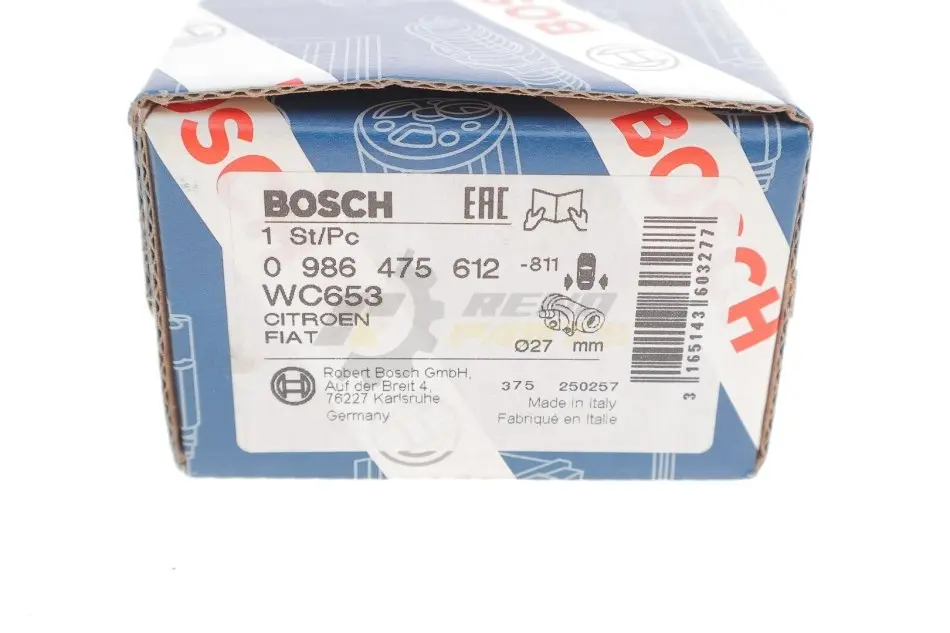 BOSCH
BOSCH
BOSCH
BOSCH EAC
1 St/Pc
0 986 475 612 -811
WC653
CITROEN
FIAT
Ø27 mm
Robert Bosch GmbH,
Auf der Breit 4,
76227 Karlsruhe
Germany
375 250257
Made in Italy
Fabriqué en Italie
3 165143 603277